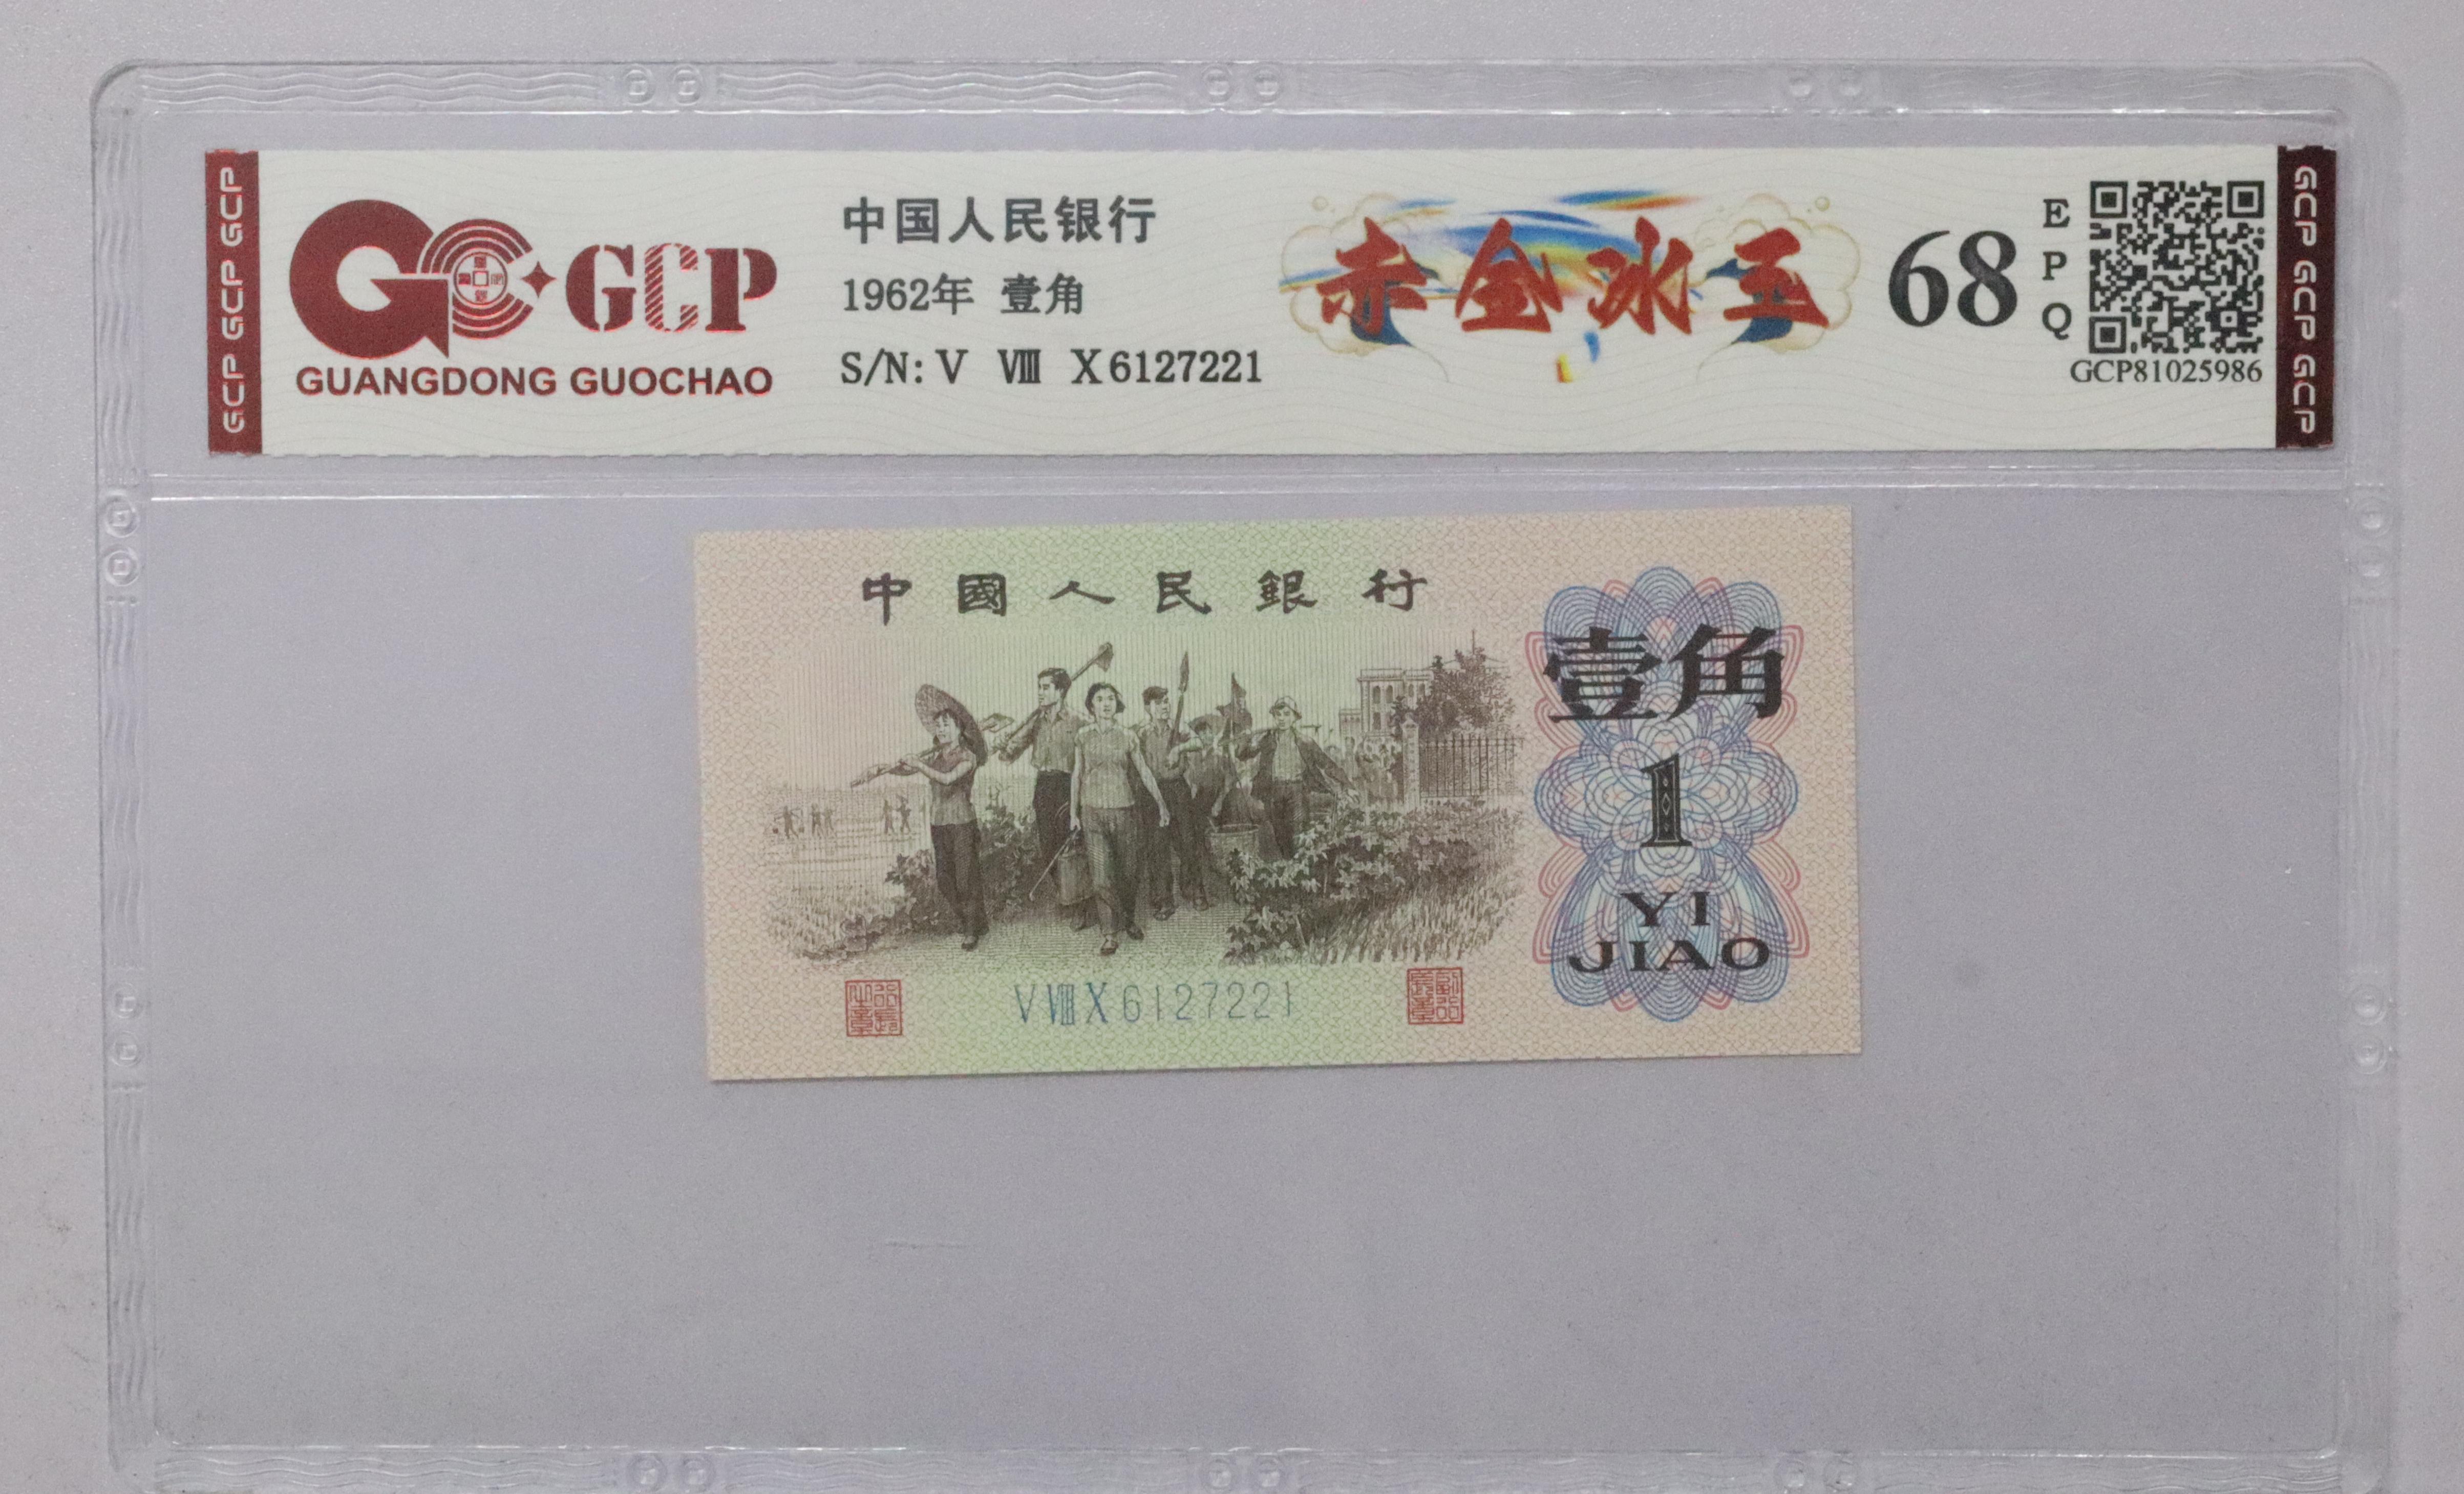 GCP GCP GCP
GCP
GUANGDONG GUOCHAO
中国人民银行
1962年 壹角
S/N: V Ⅷ X6127221
赤金冰玉
68
E
P
Q
GCP81025986
GCP GCP GCP
中國人民銀行
壹角
1
YI
JIAO
V Ⅷ X 6127221